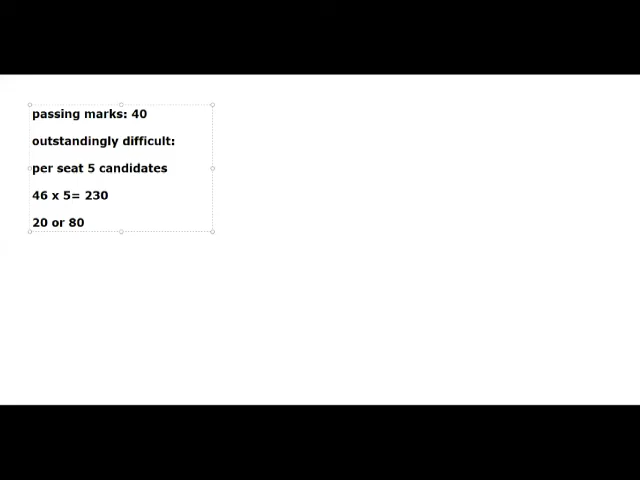 passing marks: 40
outstandingly difficult:
per seat 5 candidates
46 x 5= 230
20 or 80